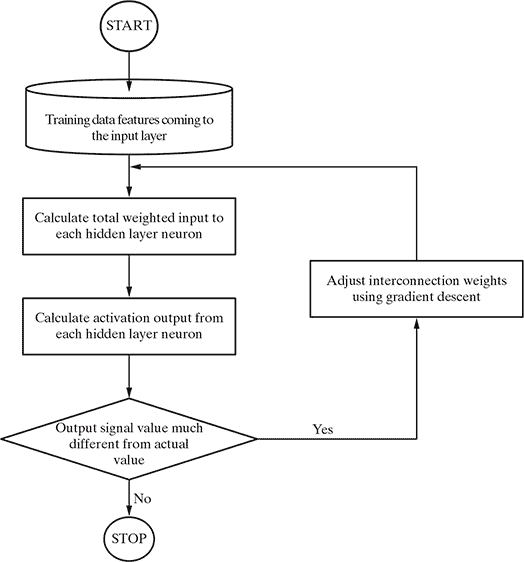 START
Training data features coming to
the input layer
Calculate total weighted input to
each hidden layer neuron
Adjust interconnection weights
using gradient descent
Calculate activation output from
each hidden layer neuron
Output signal value much
different from actual
value
Yes
No
STOP